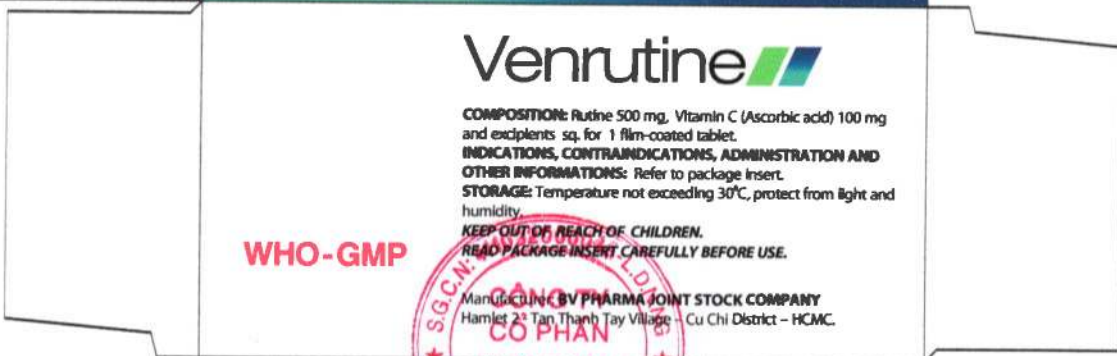 Venrutine
COMPOSITION: Rutine 500 mg, Vitamin C (Ascorbic acid) 100 mg
and excipients sq. for 1 film-coated tablet.
INDICATIONS, CONTRAINDICATIONS, ADMINISTRATION AND
OTHER INFORMATIONS: Refer to package insert.
STORAGE: Temperature not exceeding 30°C, protect from light and
humidity.
KEEP OUT OF REACH OF CHILDREN.
READ PACKAGE INSERT CAREFULLY BEFORE USE.
WHO-GMP
Manufacturer: BV PHARMA JOINT STOCK COMPANY
Hamlet 2 - Tan Thanh Tay Village - Cu Chi District - HCMC.
S.G.C.N:
CÔNG TY
CỔ PHẦN